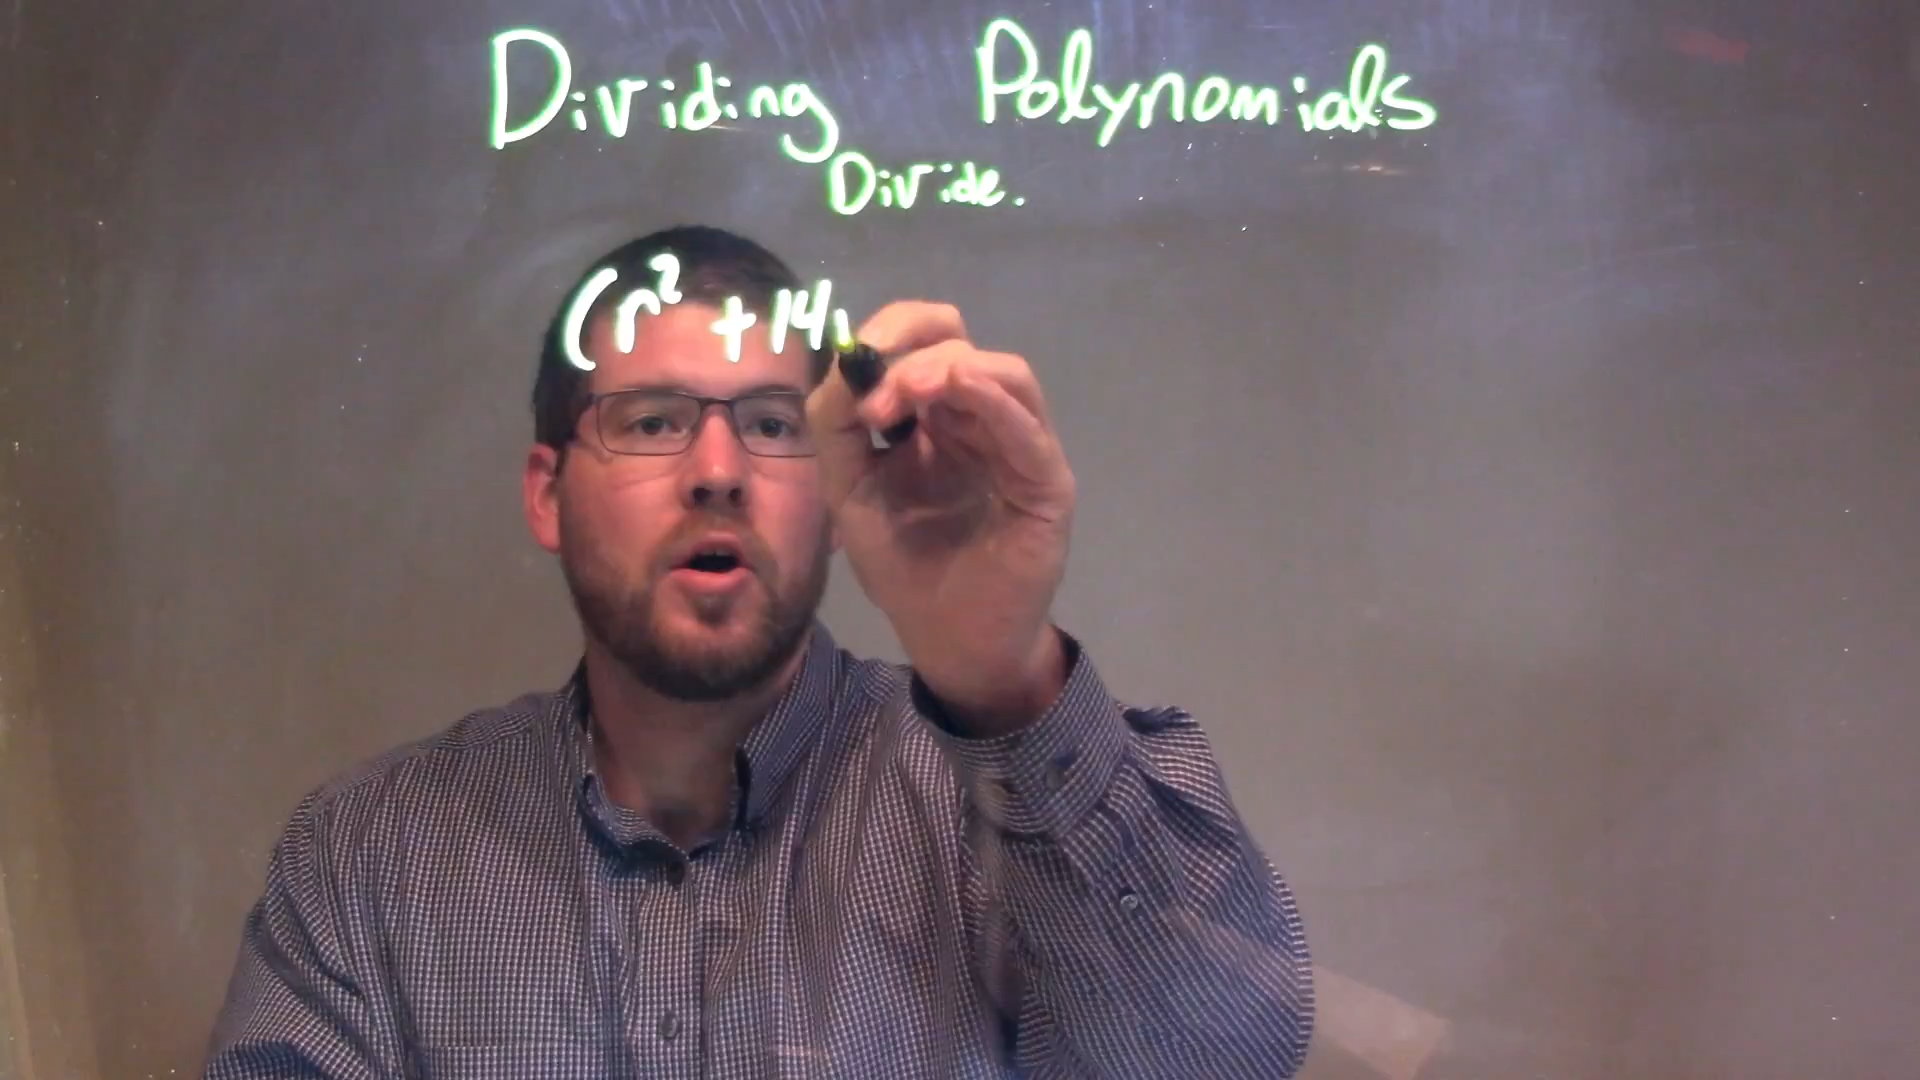 Dividing Polynomials
Divide.
(r² + 14